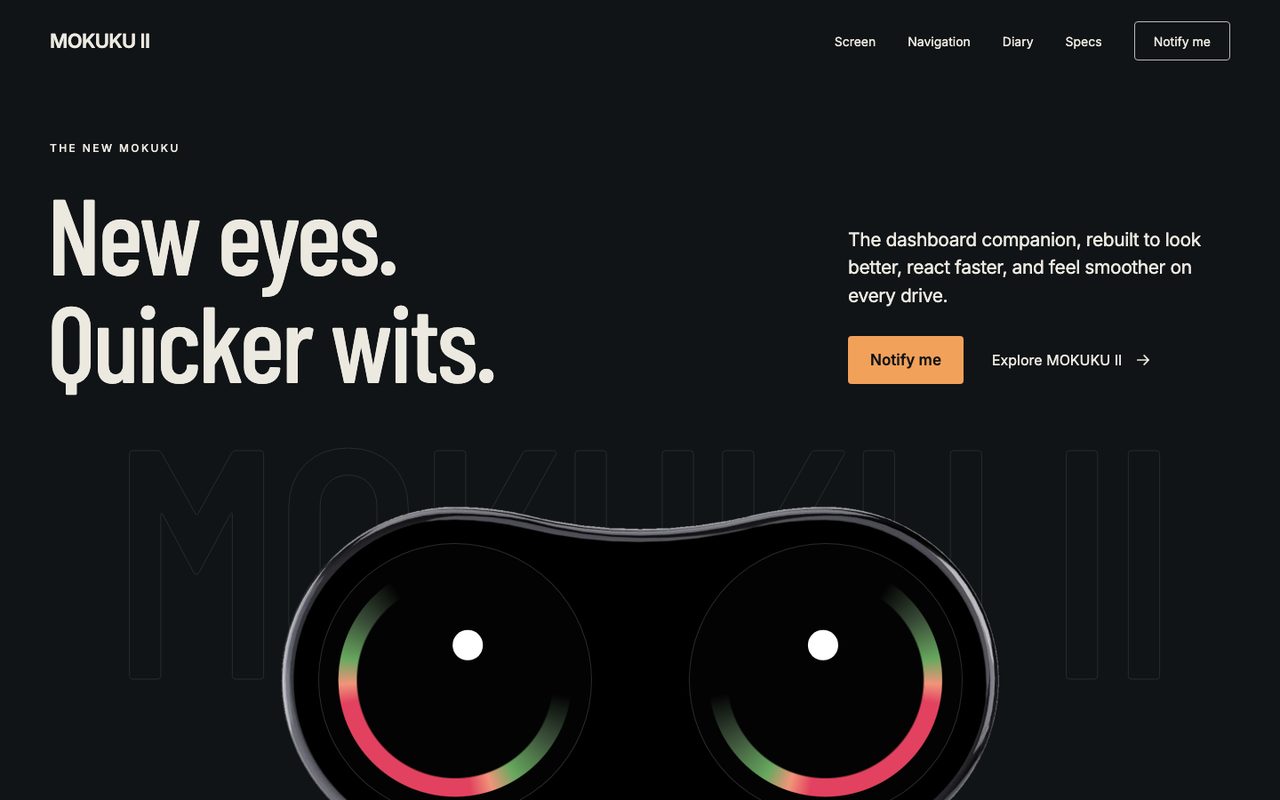 MOKUKU II
Screen
Navigation
Diary
Specs
Notify me
THE NEW MOKUKU
New eyes.
Quicker wits.
The dashboard companion, rebuilt to look
better, react faster, and feel smoother on
every drive.
Notify me
Explore MOKUKU II →
MOKUKU II